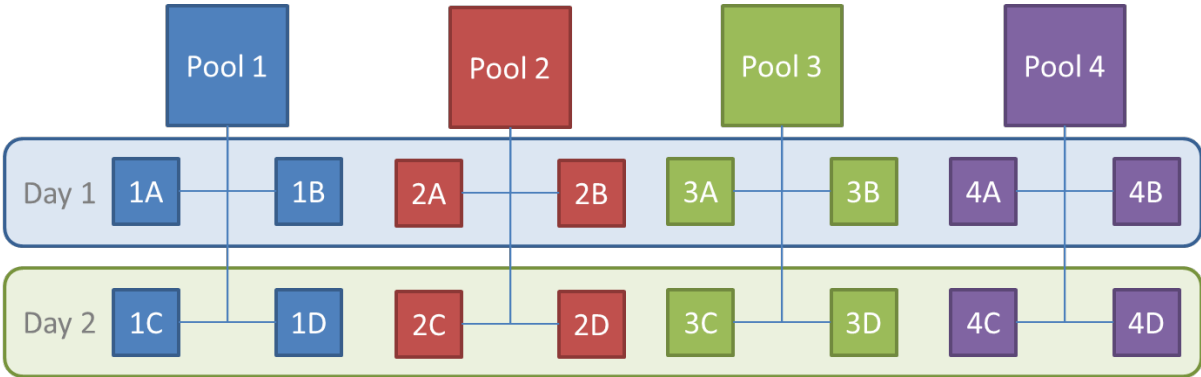 Pool 1 Pool 2 Pool 3 Pool 4
Day 1 1A 1B 2A 2B 3A 3B 4A 4B
Day 2 1C 1D 2C 2D 3C 3D 4C 4D